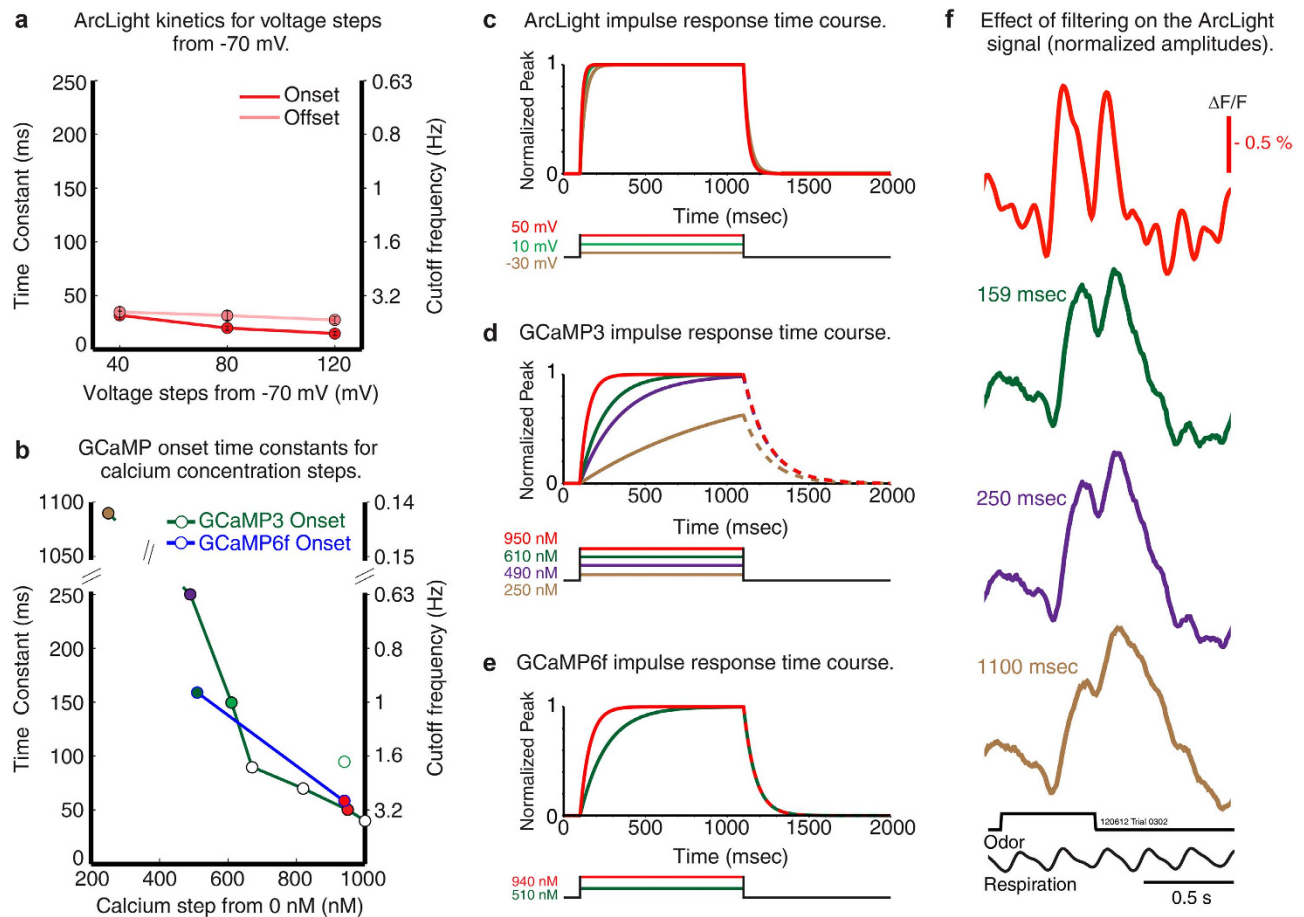 a
ArcLight kinetics for voltage steps
from -70 mV.
250
200
150
100
50
0
Time Constant (ms)
0.63
0.8
1
1.6
3.2
Cutoff frequency (Hz)
Onset
Offset
40
80
120
Voltage steps from -70 mV (mV)
b
GCaMP onset time constants for
calcium concentration steps.
1100
1050
250
200
150
100
50
0
Time Constant (ms)
0.14
0.15
0.63
0.8
1
1.6
3.2
Cutoff frequency (Hz)
GCaMP3 Onset
GCaMP6f Onset
200
400
600
800
1000
Calcium step from 0 nM (nM)
c
ArcLight impulse response time course.
1
0
Normalized Peak
0
500
1000
1500
2000
Time (msec)
50 mV
10 mV
-30 mV
d
GCaMP3 impulse response time course.
1
0
Normalized Peak
0
500
1000
1500
2000
Time (msec)
950 nM
610 nM
490 nM
250 nM
e
GCaMP6f impulse response time course.
1
0
Normalized Peak
0
500
1000
1500
2000
Time (msec)
940 nM
510 nM
f
Effect of filtering on the ArcLight
signal (normalized amplitudes).
ΔF/F
- 0.5 %
159 msec
250 msec
1100 msec
120612 Trial 0302
Odor
Respiration
0.5 s